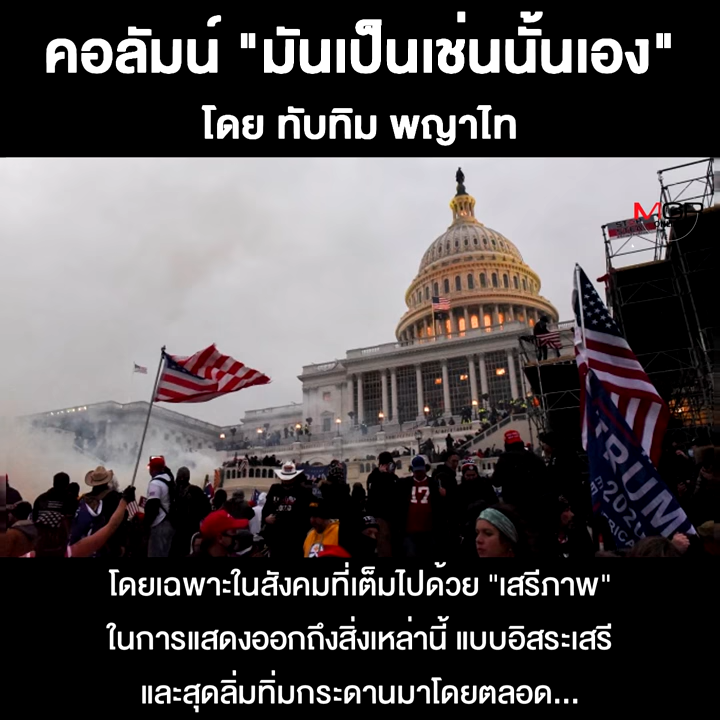 คอลัมน์ "มันเป็นเช่นนั้นเอง"
โดย ทับทิม พญาไท
MGR
TRUMP
2020
17
โดยเฉพาะในสังคมที่เต็มไปด้วย "เสรีภาพ"
ในการแสดงออกถึงสิ่งเหล่านี้ แบบอิสระเสรี
และสุดลิ่มทิ่มกระดานมาโดยตลอด...